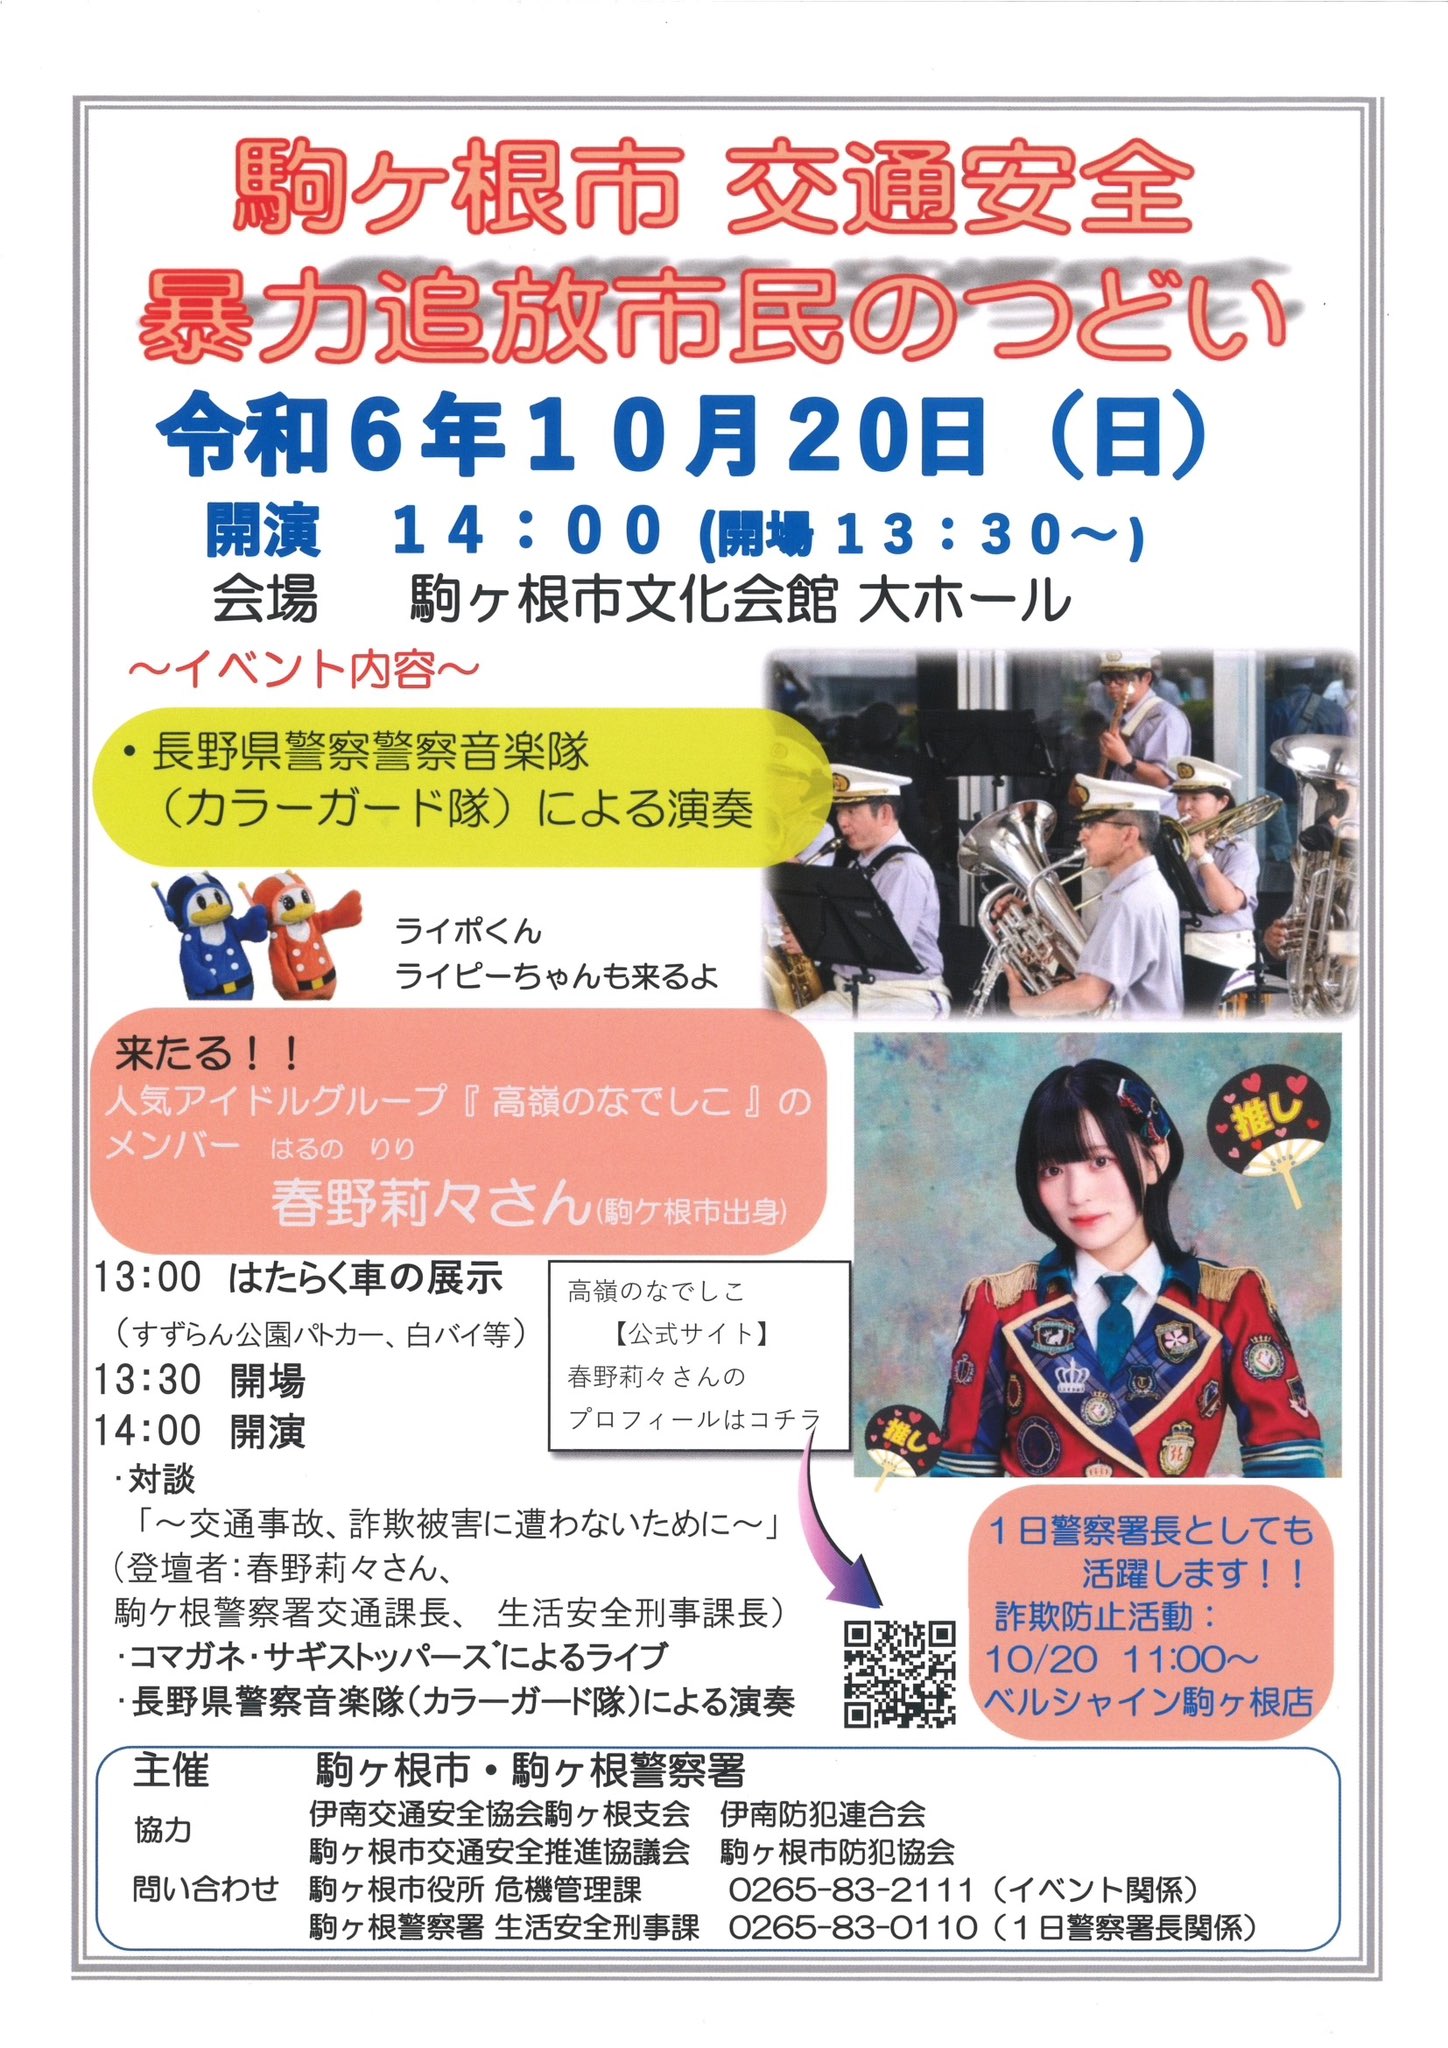 駒ヶ根市 交通安全
暴力追放市民のつどい
令和６年１０月２０日（日）
開演　１４：００ (開場 １３：３０～)
会場　駒ヶ根市文化会館 大ホール
～イベント内容～
・長野県警察警察音楽隊
（カラーガード隊）による演奏
ライポくん
ライピーちゃんも来るよ
来たる！！
人気アイドルグループ『 高嶺のなでしこ 』の
メンバー　はるの　りり
春野莉々さん(駒ケ根市出身)
推し
推し
13:00 はたらく車の展示
（すずらん公園パトカー、白バイ等）
13:30 開場
14:00 開演
・対談
「～交通事故、詐欺被害に遭わないために～」
（登壇者：春野莉々さん、
駒ケ根警察署交通課長、 生活安全刑事課長）
・コマガネ・サギストッパーズによるライブ
・長野県警察音楽隊（カラーガード隊）による演奏
高嶺のなでしこ
【公式サイト】
春野莉々さんの
プロフィールはコチラ
１日警察署長としても
活躍します！！
詐欺防止活動：
10/20 11:00～
ベルシャイン駒ヶ根店
主催　駒ヶ根市・駒ヶ根警察署
協力　伊南交通安全協会駒ヶ根支会　伊南防犯連合会
駒ヶ根市交通安全推進協議会　駒ヶ根市防犯協会
問い合わせ　駒ヶ根市役所 危機管理課　0265-83-2111（イベント関係）
駒ヶ根警察署 生活安全刑事課　0265-83-0110（１日警察署長関係）